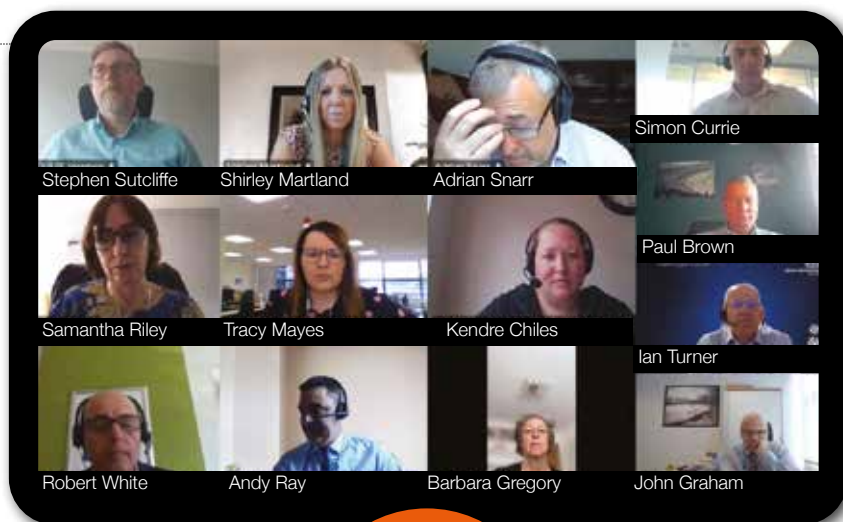 Stephen Sutcliffe
Shirley Martland
Adrian Snarr
Simon Currie
Paul Brown
Samantha Riley
Tracy Mayes
Kendre Chiles
Ian Turner
Robert White
Andy Ray
Barbara Gregory
John Graham